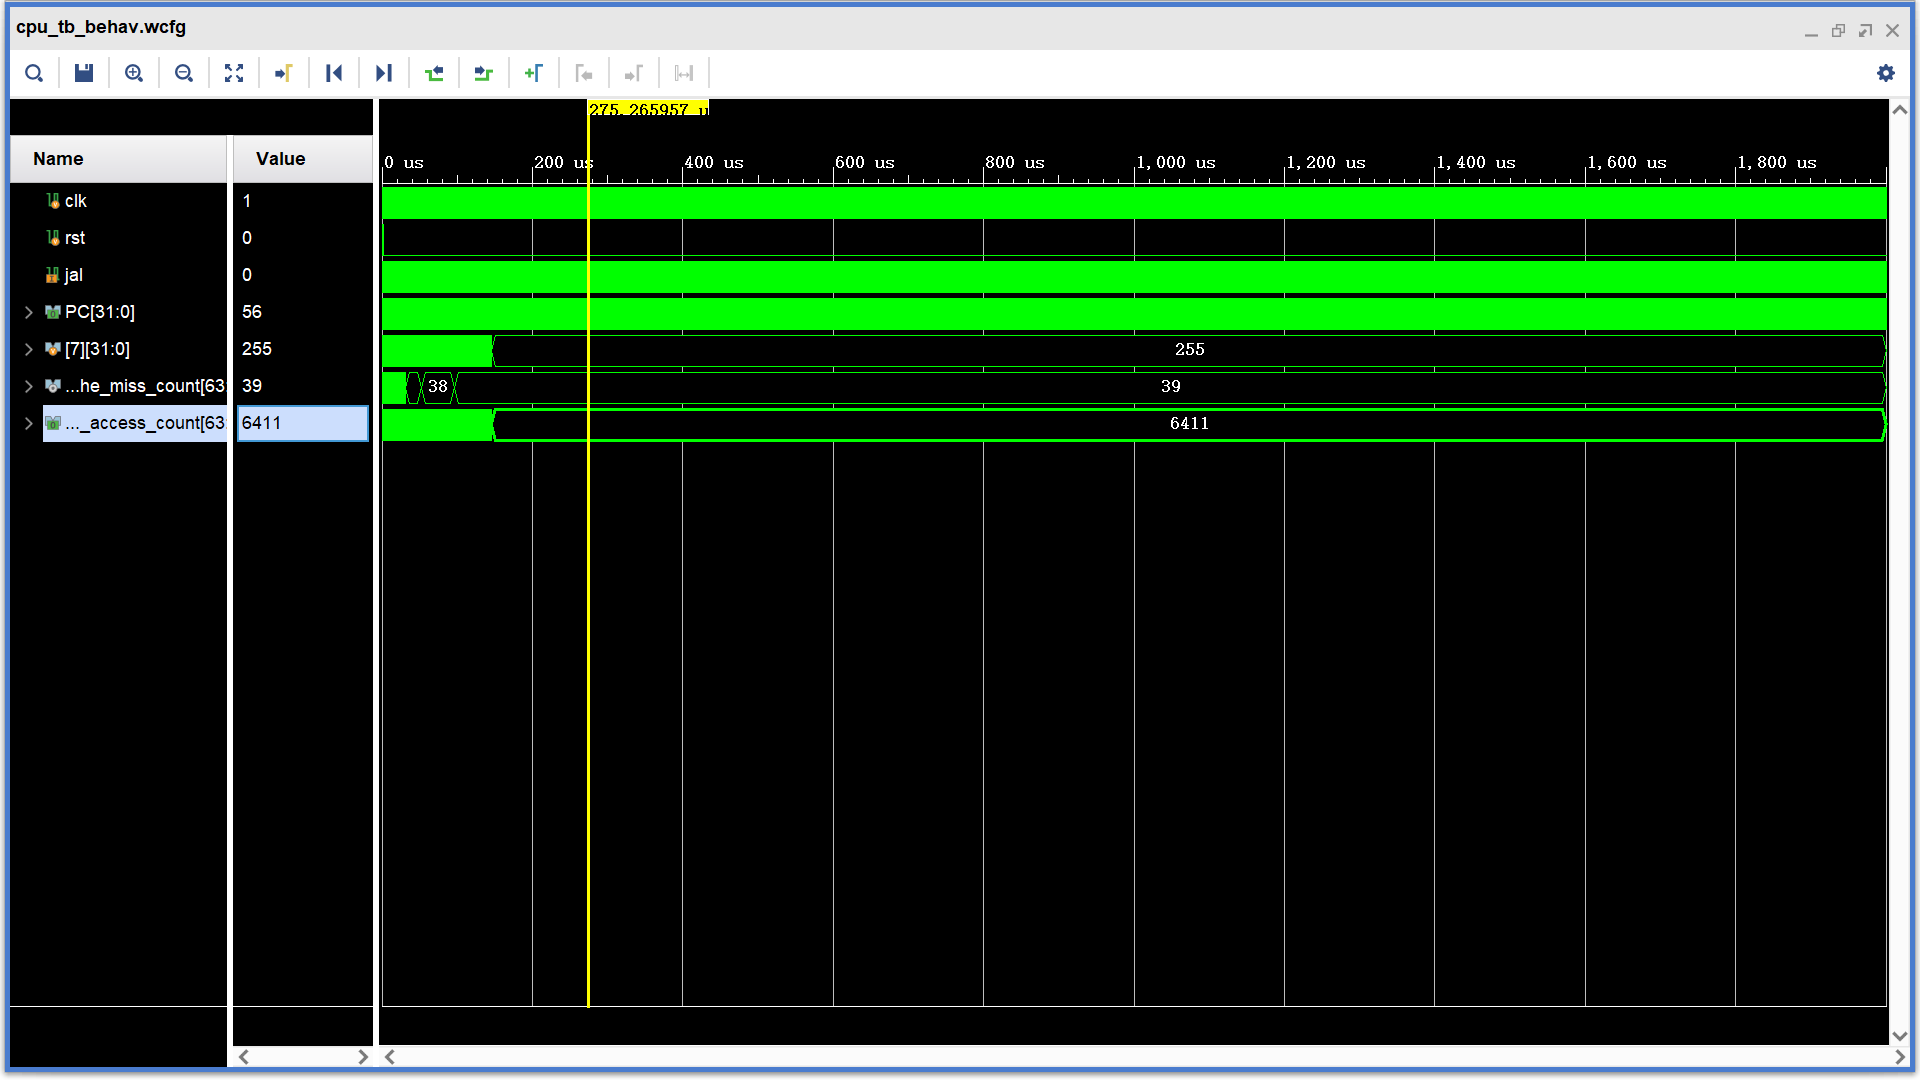 cpu_tb_behav.wcfg
275.265957 u
Name Value
0 us 200 us 400 us 600 us 800 us 1,000 us 1,200 us 1,400 us 1,600 us 1,800 us
clk 1
rst 0
jal 0
PC[31:0] 56
[7][31:0] 255 255
...he_miss_count[63: 39 38 39
..._access_count[63: 6411 6411